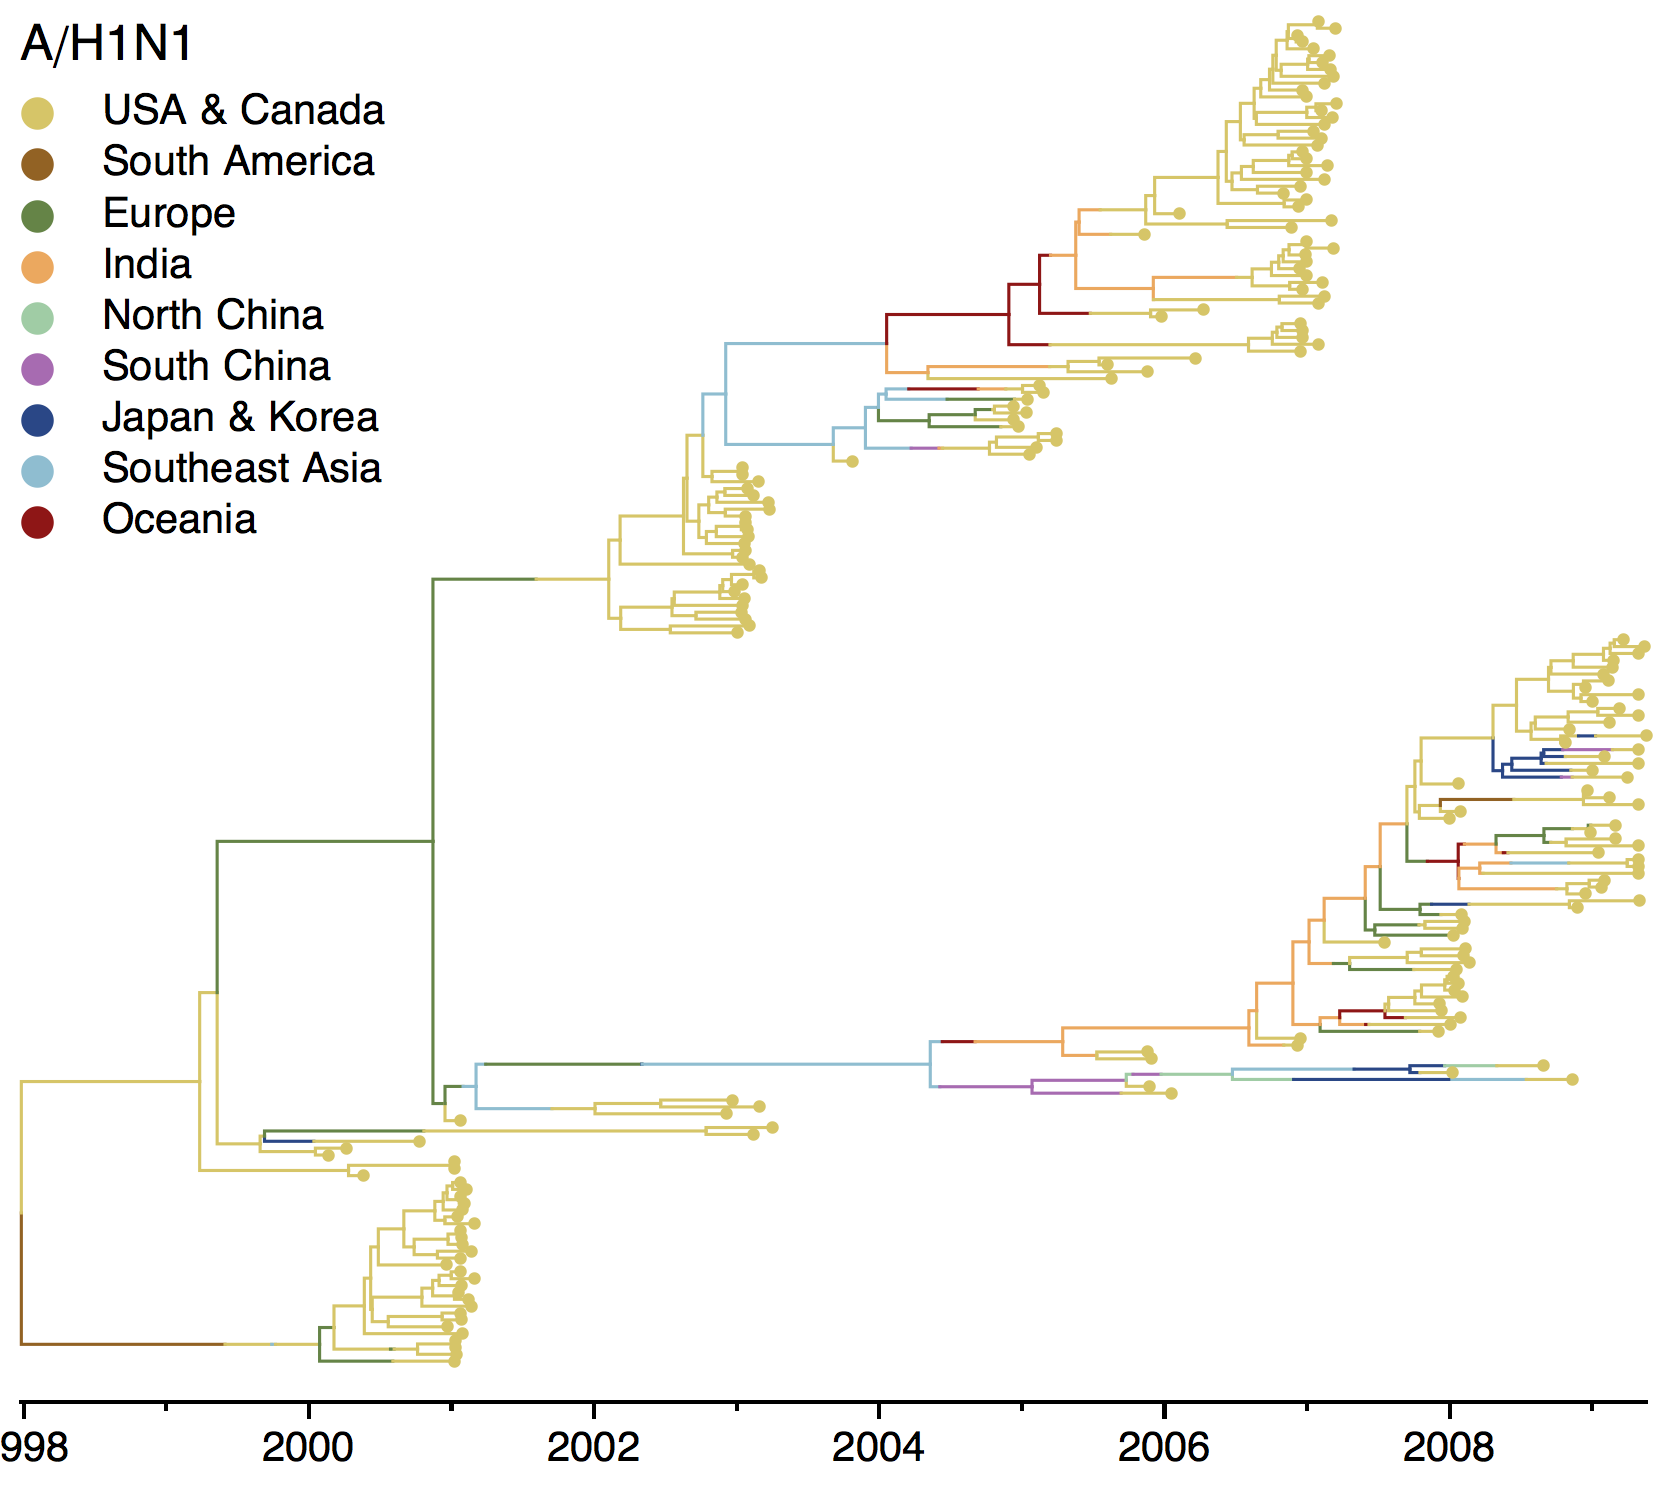 A/H1N1
USA & Canada
South America
Europe
India
North China
South China
Japan & Korea
Southeast Asia
Oceania
998 2000 2002 2004 2006 2008